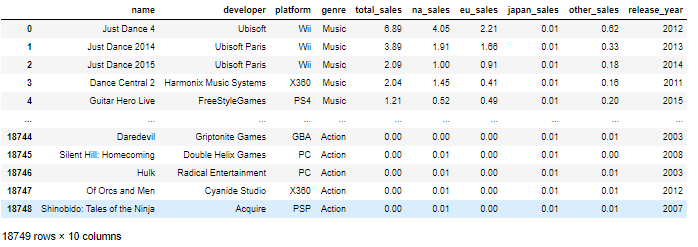 name developer platform genre total_sales na_sales eu_sales japan_sales other_sales release_year
0 Just Dance 4 Ubisoft Wii Music 6.89 4.05 2.21 0.01 0.62 2012
1 Just Dance 2014 Ubisoft Paris Wii Music 3.89 1.91 1.66 0.01 0.33 2013
2 Just Dance 2015 Ubisoft Paris Wii Music 2.09 1.00 0.91 0.01 0.18 2014
3 Dance Central 2 Harmonix Music Systems X360 Music 2.04 1.45 0.41 0.01 0.16 2011
4 Guitar Hero Live FreeStyleGames PS4 Music 1.21 0.52 0.49 0.01 0.20 2015
... ... ... ... ... ... ... ... ... ... ...
18744 Daredevil Griptonite Games GBA Action 0.00 0.00 0.00 0.01 0.01 2003
18745 Silent Hill: Homecoming Double Helix Games PC Action 0.00 0.01 0.01 0.01 0.00 2008
18746 Hulk Radical Entertainment PC Action 0.00 0.01 0.01 0.01 0.01 2003
18747 Of Orcs and Men Cyanide Studio X360 Action 0.00 0.01 0.01 0.01 0.01 2012
18748 Shinobido: Tales of the Ninja Acquire PSP Action 0.00 0.01 0.01 0.01 0.01 2007
18749 rows × 10 columns